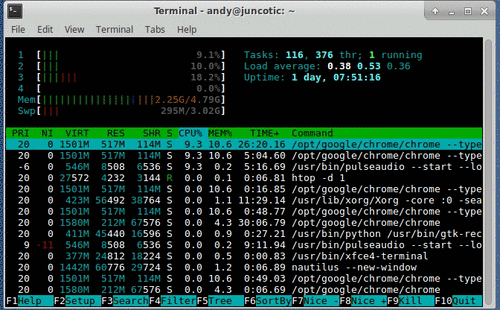 Terminal - andy@juncotic: ~
File Edit View Terminal Tabs Help
1 [||| 9.1%] Tasks: 116, 376 thr; 1 running
2 [||| 10.0%] Load average: 0.38 0.53 0.36
3 [|||||| 18.2%] Uptime: 1 day, 07:51:16
4 [ 0.0%]
Mem[||||||||||||||||||||2.25G/4.79G]
Swp[||| 295M/3.02G]
PRI NI VIRT RES SHR S CPU% MEM% TIME+ Command
20 0 1501M 517M 114M S 9.3 10.6 26:20.16 /opt/google/chrome/chrome --type
20 0 1501M 517M 114M S 9.3 10.6 5:04.60 /opt/google/chrome/chrome --type
-6 546M 8508 6536 S 9.3 0.2 5:16.69 /usr/bin/pulseaudio --start --lo
20 0 27572 4232 3144 R 0.0 0.1 0:06.81 htop -d 1
20 0 1501M 517M 114M S 0.0 10.6 0:16.85 /opt/google/chrome/chrome --type
20 0 423M 56492 38764 S 0.0 1.1 11:29.14 /usr/lib/xorg/Xorg -core :0 -sea
20 0 1501M 517M 114M S 0.0 10.6 0:48.77 /opt/google/chrome/chrome --type
20 0 1580M 212M 67576 S 0.0 4.3 30:06.79 /opt/google/chrome/chrome
20 0 411M 45440 16596 S 0.0 0.9 0:27.21 /usr/bin/python /usr/bin/gtk-rec
9 -11 546M 8508 6536 S 0.0 0.2 9:11.94 /usr/bin/pulseaudio --start --lo
20 0 377M 24812 18224 S 0.0 0.5 0:00.83 /usr/bin/xfce4-terminal
20 0 1442M 60776 29724 S 0.0 1.2 0:06.89 nautilus --new-window
20 0 1501M 517M 114M S 0.0 10.6 0:49.03 /opt/google/chrome/chrome --type
20 0 1580M 212M 67576 S 0.0 4.3 0:06.69 /opt/google/chrome/chrome
F1Help F2Setup F3SearchF4FilterF5Tree F6SortByF7Nice -F8Nice +F9Kill F10Quit